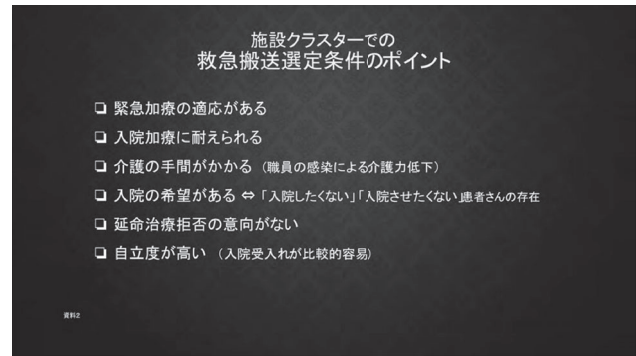 施設クラスターでの
救急搬送選定条件のポイント
❑ 緊急加療の適応がある
❑ 入院加療に耐えられる
❑ 介護の手間がかかる（職員の感染による介護力低下）
❑ 入院の希望がある ⇔ 「入院したくない」「入院させたくない」患者さんの存在
❑ 延命治療拒否の意向がない
❑ 自立度が高い（入院受入れが比較的容易）
資料2